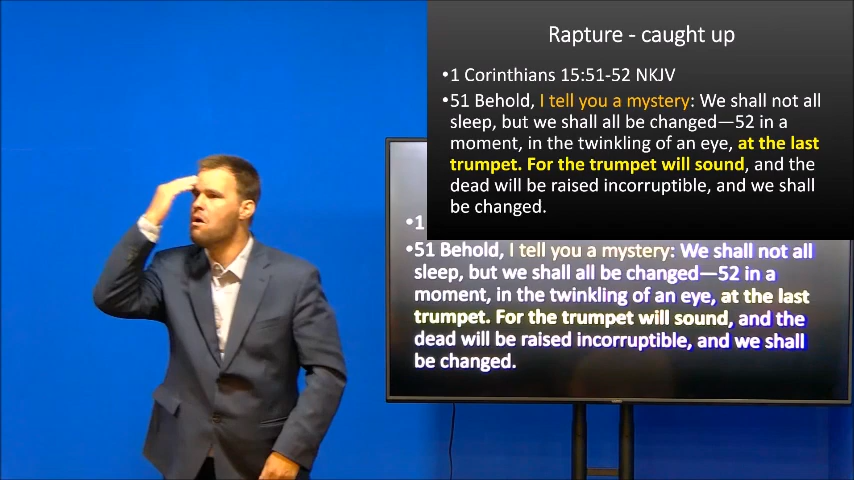 Rapture - caught up
•1 Corinthians 15:51-52 NKJV
•51 Behold, I tell you a mystery: We shall not all
sleep, but we shall all be changed—52 in a
moment, in the twinkling of an eye, at the last
trumpet. For the trumpet will sound, and the
dead will be raised incorruptible, and we shall
be changed.
•1
•51 Behold, I tell you a mystery: We shall not all
sleep, but we shall all be changed—52 in a
moment, in the twinkling of an eye, at the last
trumpet. For the trumpet will sound, and the
dead will be raised incorruptible, and we shall
be changed.